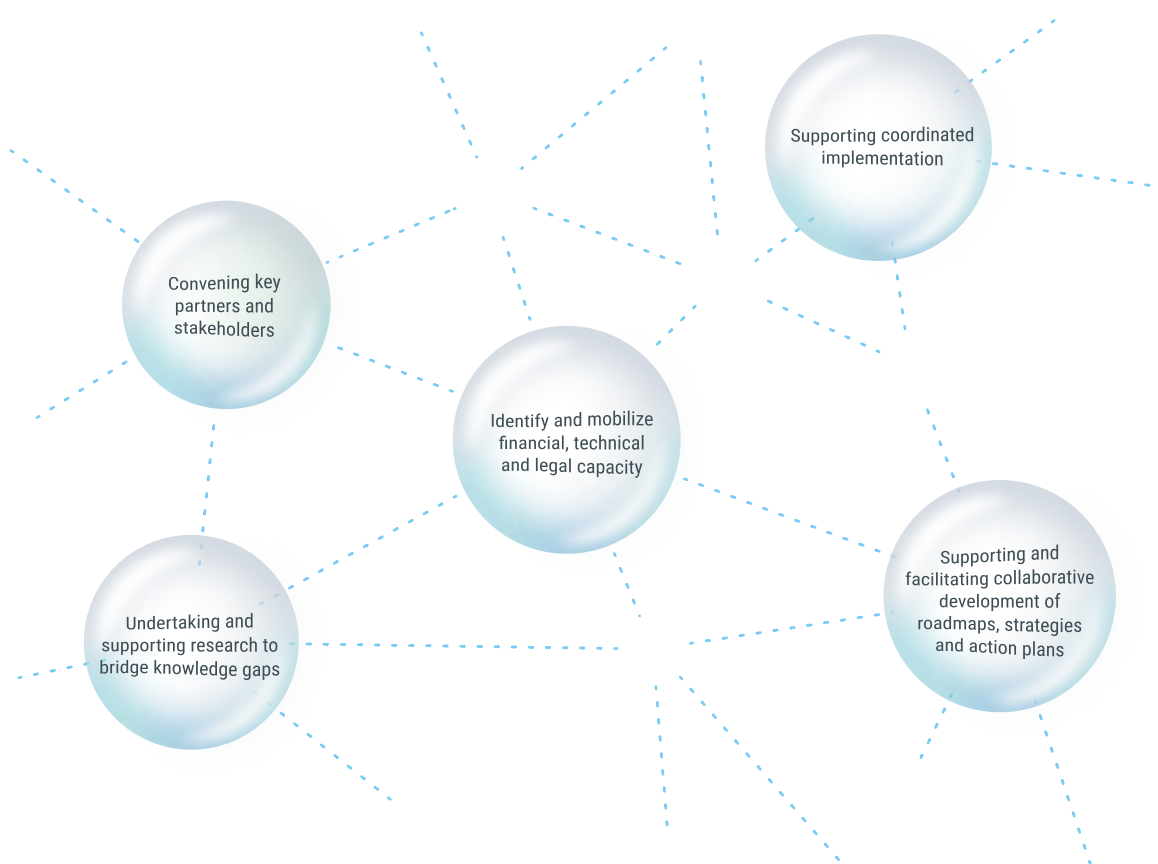 Supporting coordinated
implementation
Convening key
partners and
stakeholders
Identify and mobilize
financial, technical
and legal capacity
Supporting and
facilitating collaborative
development of
roadmaps, strategies
and action plans
Undertaking and
supporting research to
bridge knowledge gaps